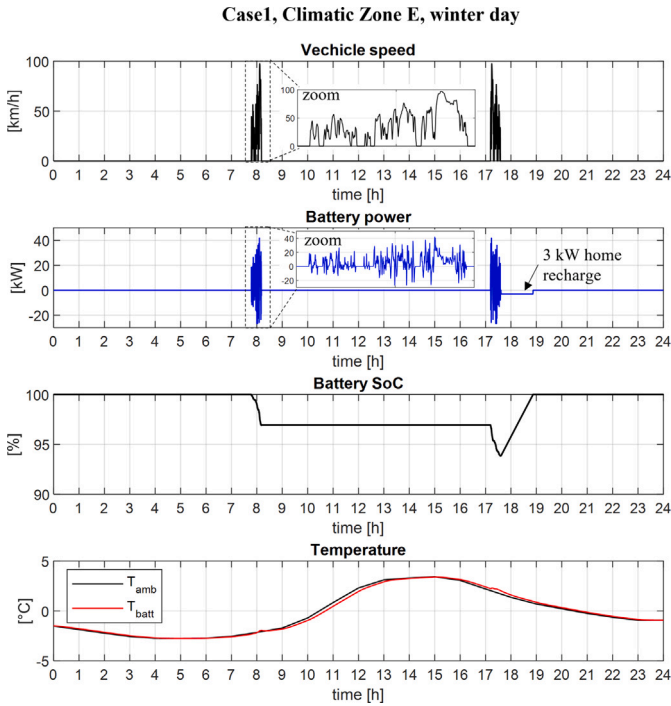 Case1, Climatic Zone E, winter day
Vechicle speed
100
50
0
[km/h]
zoom
100
50
0
0 1 2 3 4 5 6 7 8 9 10 11 12 13 14 15 16 17 18 19 20 21 22 23 24
time [h]
Battery power
40
20
0
-20
[kW]
zoom
40
20
0
-20
3 kW home
recharge
0 1 2 3 4 5 6 7 8 9 10 11 12 13 14 15 16 17 18 19 20 21 22 23 24
time [h]
Battery SoC
100
95
90
[%]
0 1 2 3 4 5 6 7 8 9 10 11 12 13 14 15 16 17 18 19 20 21 22 23 24
time [h]
Temperature
5
0
-5
[°C]
T_amb
T_batt
0 1 2 3 4 5 6 7 8 9 10 11 12 13 14 15 16 17 18 19 20 21 22 23 24
time [h]